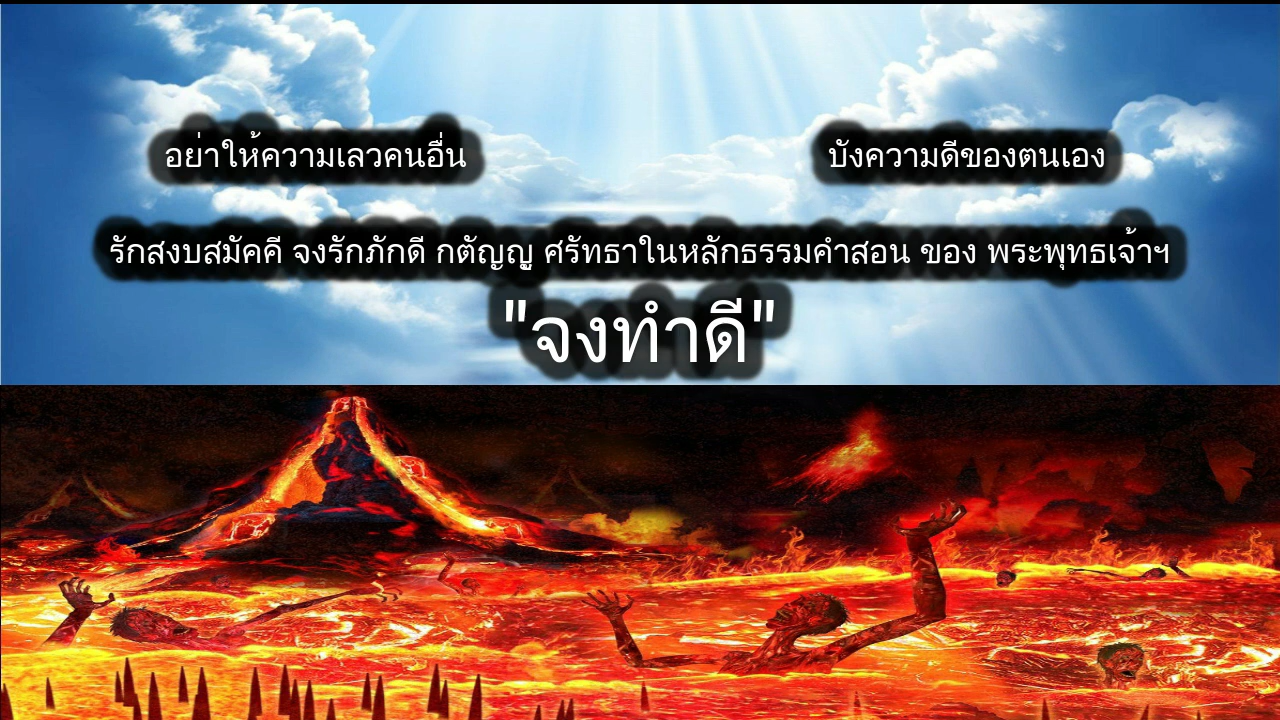 อย่าให้ความเลวคนอื่น บังความดีของตนเอง
รักสงบสมัคคี จงรักภักดี กตัญญู ศรัทธาในหลักธรรมคำสอน ของ พระพุทธเจ้าฯ
"จงทำดี"